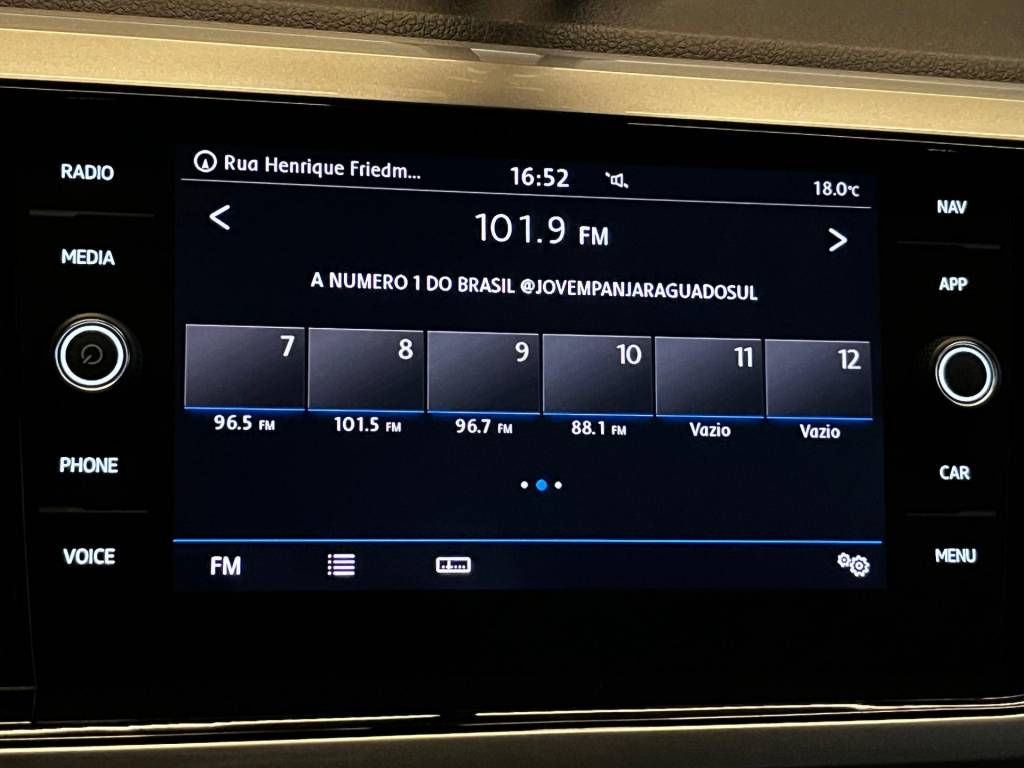 RADIO
MEDIA
PHONE
VOICE
Rua Henrique Friedm...
16:52
18.0°C
101.9 FM
A NUMERO 1 DO BRASIL @JOVEMPANJARAGUADOSUL
7 8 9 10 11 12
96.5 FM 101.5 FM 96.7 FM 88.1 FM Vazio Vazio
FM
NAV
APP
CAR
MENU